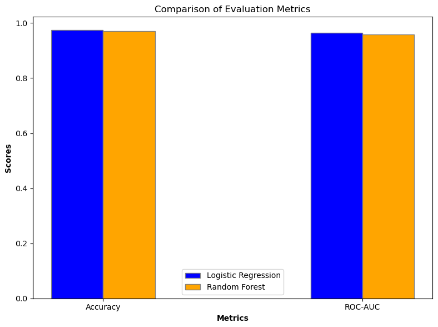 Comparison of Evaluation Metrics
1.0
0.8
0.6
0.4
0.2
0.0
Scores
Logistic Regression
Random Forest
Accuracy
ROC-AUC
Metrics